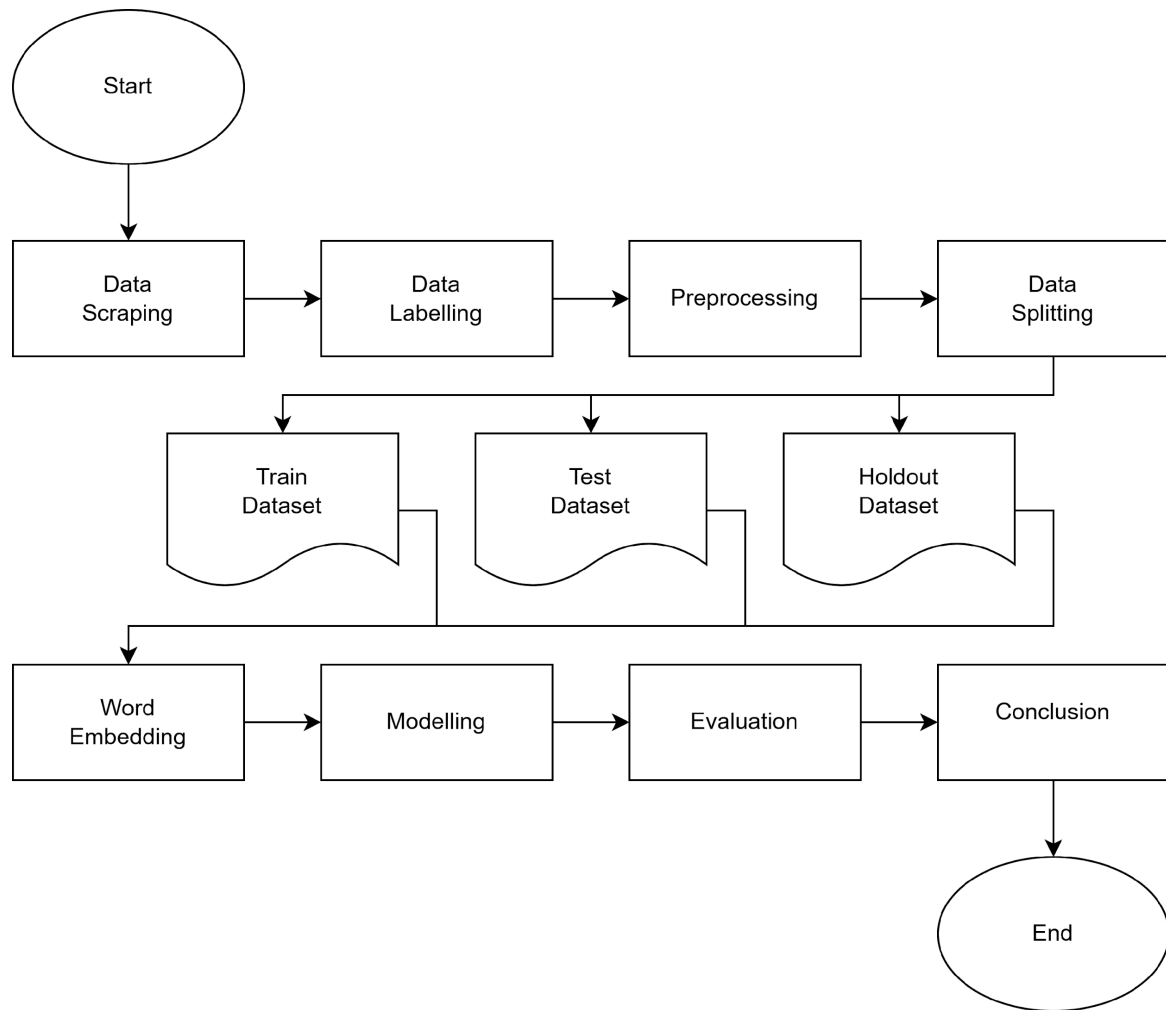 Start
Data
Scraping
Data
Labelling
Preprocessing
Data
Splitting
Train
Dataset
Test
Dataset
Holdout
Dataset
Word
Embedding
Modelling
Evaluation
Conclusion
End